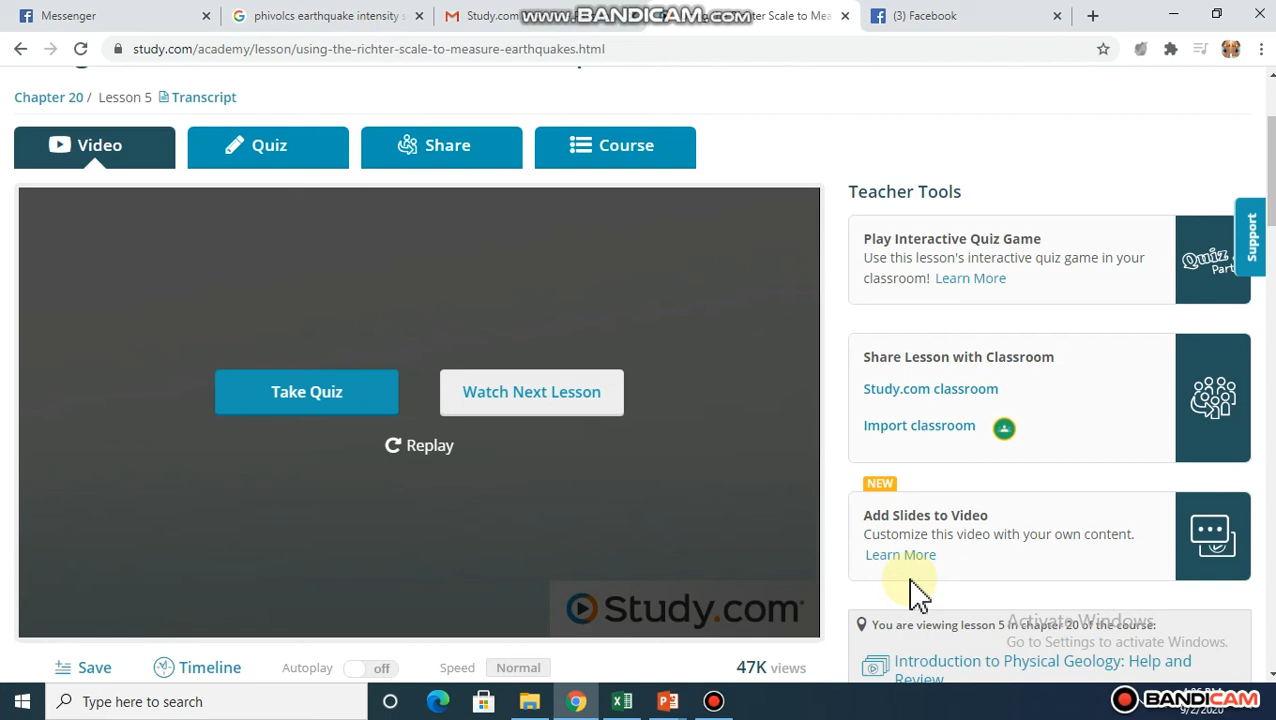 Messenger
phivolcs earthquake intensity s
Study.com
WWW.BANDICAM.COM
ter Scale to Mea
(3) Facebook
study.com/academy/lesson/using-the-richter-scale-to-measure-earthquakes.html
Chapter 20 / Lesson 5 Transcript
Video
Quiz
Share
Course
Teacher Tools
Play Interactive Quiz Game
Use this lesson's interactive quiz game in your
classroom! Learn More
Quiz
Part
Support
Share Lesson with Classroom
Study.com classroom
Import classroom
NEW
Add Slides to Video
Customize this video with your own content.
Learn More
Take Quiz
Watch Next Lesson
Replay
Study.com
You are viewing lesson 5 in chapter 20 of the course:
Introduction to Physical Geology: Help and
Review
Activate Windows
Go to Settings to activate Windows.
Save
Timeline
Autoplay off
Speed Normal
47K views
Type here to search
BANDICAM
9/2/2020